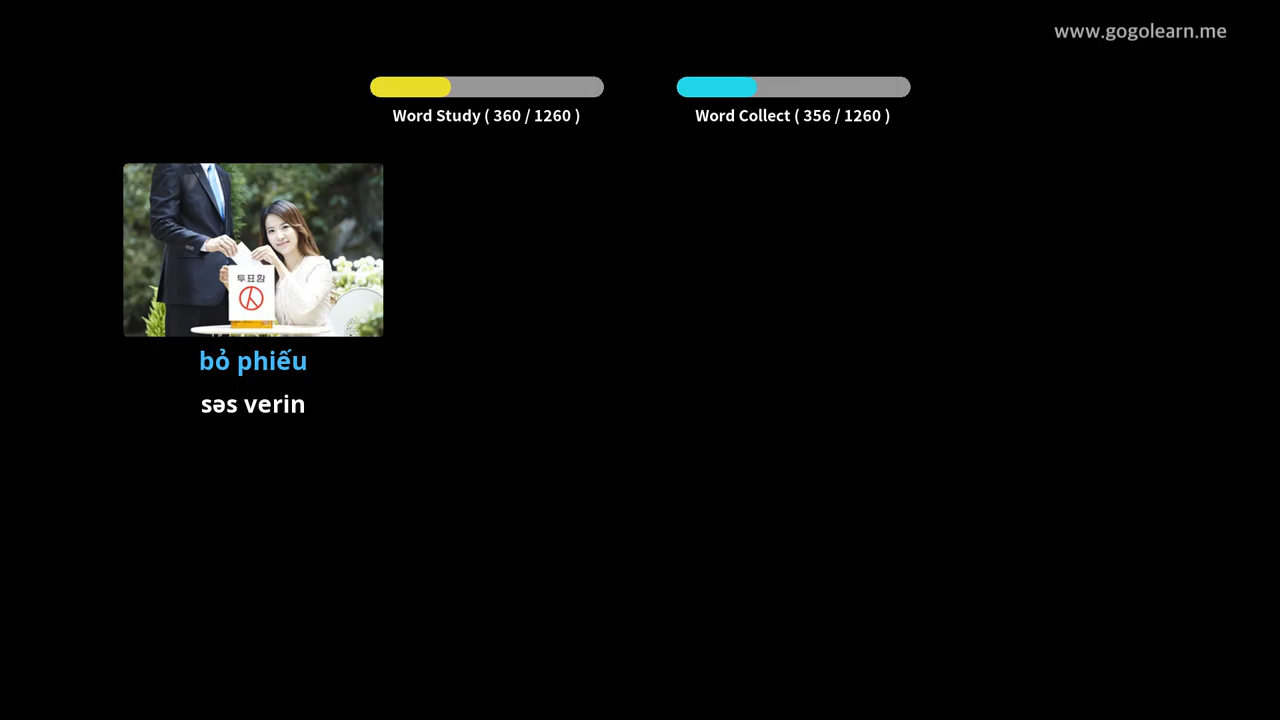 www.gogolearn.me
Word Study ( 360 / 1260 )
Word Collect ( 356 / 1260 )
투표함
bỏ phiếu
səs verin